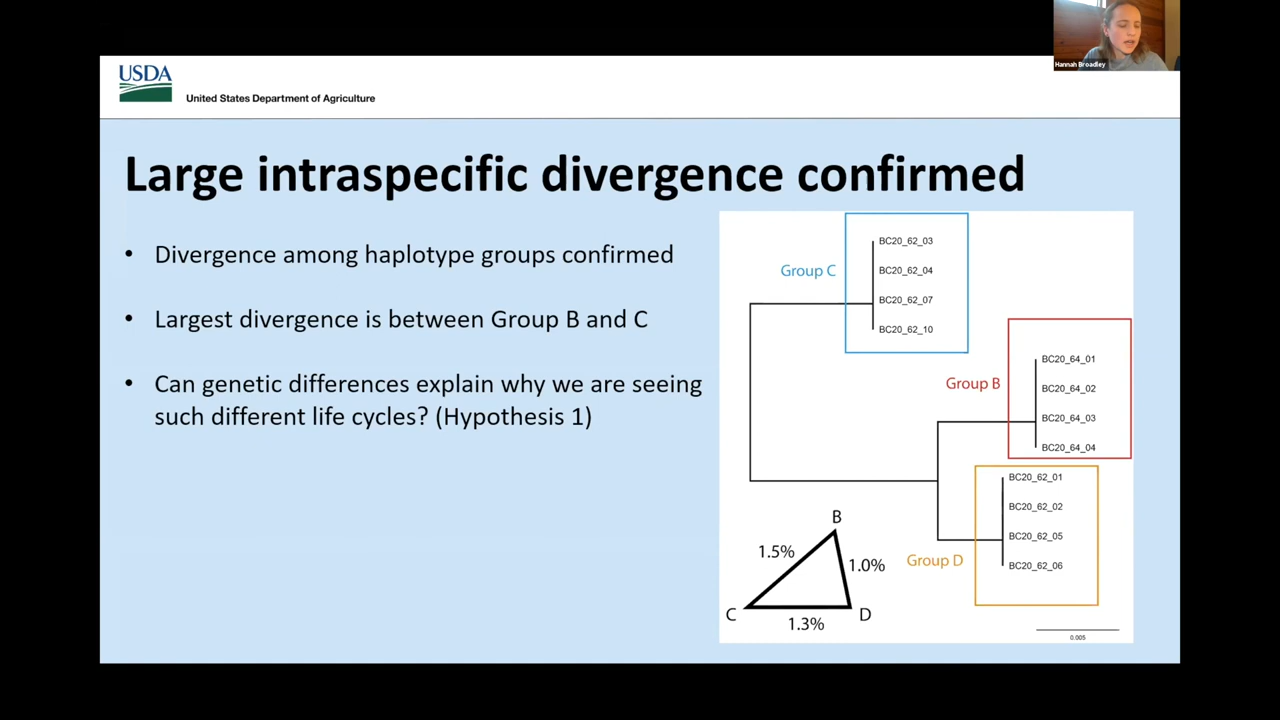 Hannah Broadley
USDA
United States Department of Agriculture
Large intraspecific divergence confirmed
• Divergence among haplotype groups confirmed
• Largest divergence is between Group B and C
• Can genetic differences explain why we are seeing
such different life cycles? (Hypothesis 1)
Group C
BC20_62_03
BC20_62_04
BC20_62_07
BC20_62_10
Group B
BC20_64_01
BC20_64_02
BC20_64_03
BC20_64_04
Group D
BC20_62_01
BC20_62_02
BC20_62_05
BC20_62_06
B
1.5%
1.0%
C
D
1.3%
0.005